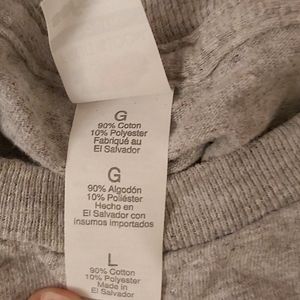 G
90% Coton
10% Polyester
Fabriqué au
El Salvador
G
90% Algodón
10% Poliéster
Hecho en
El Salvador con
insumos importados
L
90% Cotton
10% Polyester
Made in
El Salvador